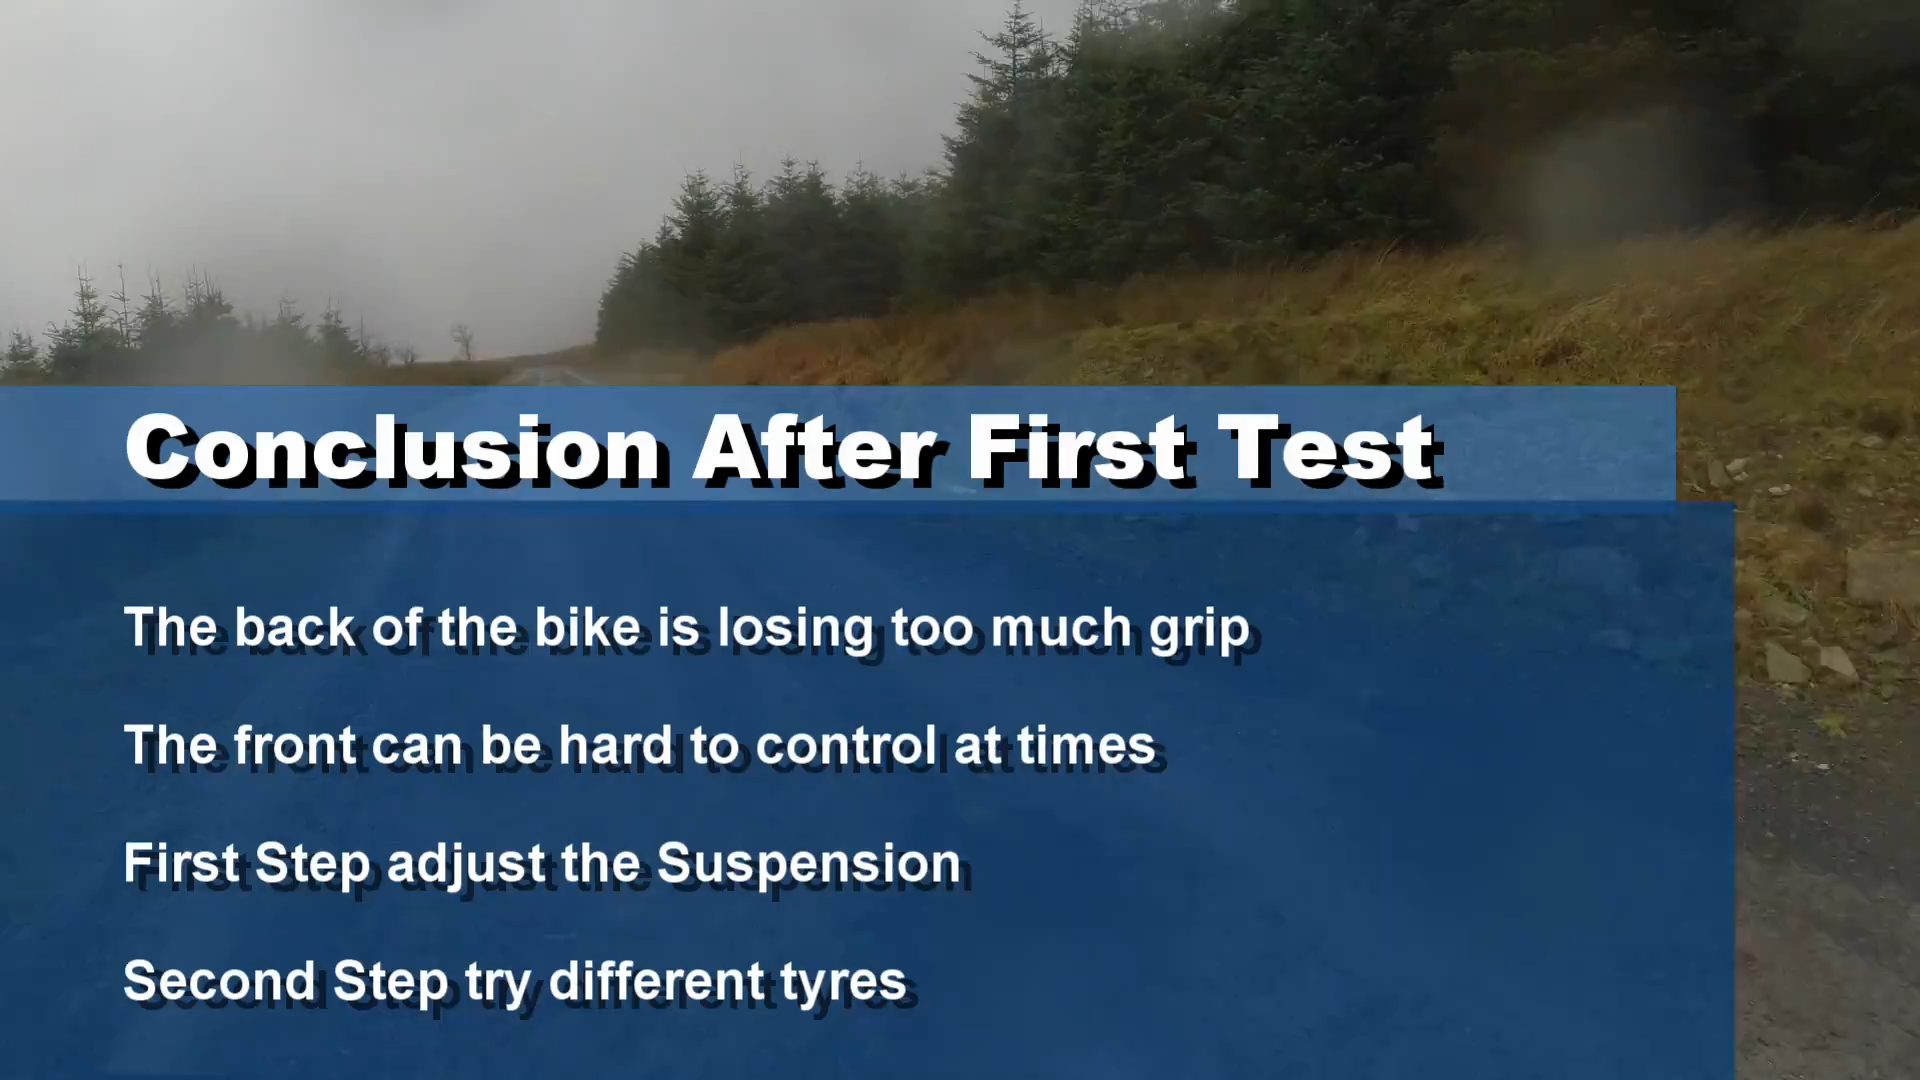 Conclusion After First Test
The back of the bike is losing too much grip
The front can be hard to control at times
First Step adjust the Suspension
Second Step try different tyres